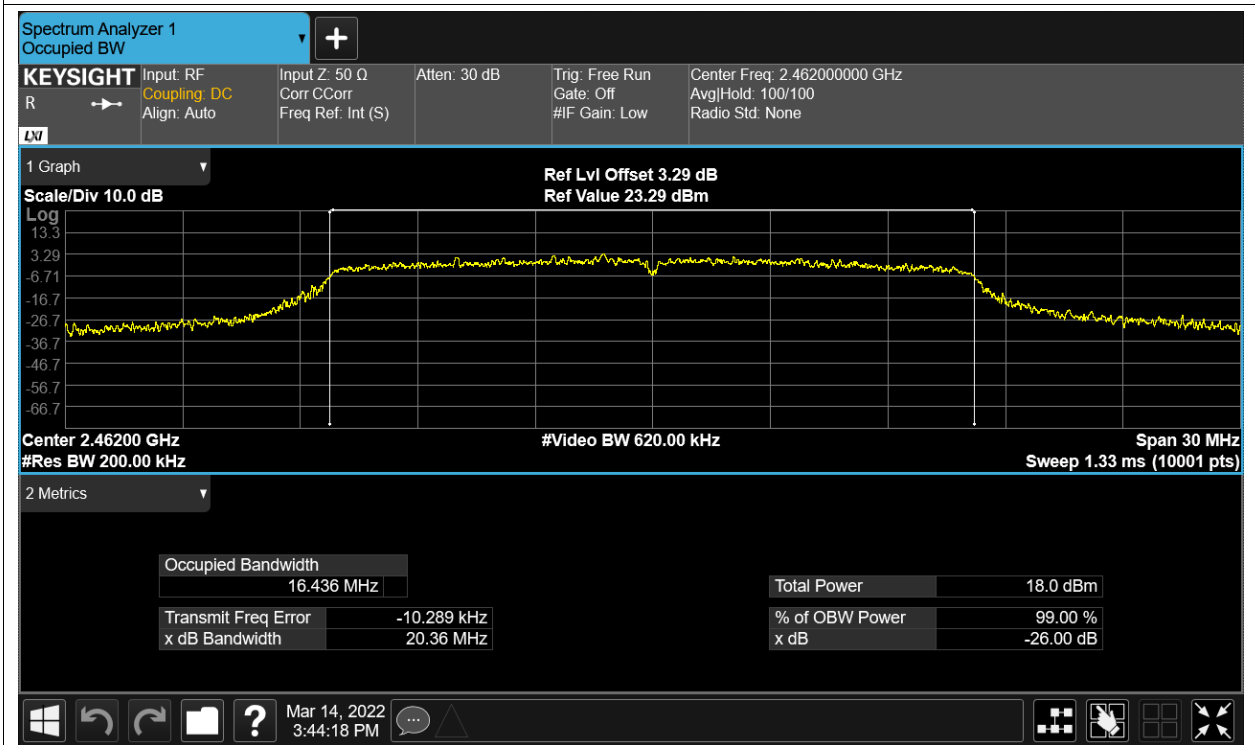 Spectrum Analyzer 1
Occupied BW
KEYSIGHT
R
LXI
Input: RF
Coupling: DC
Align: Auto
Input Z: 50 Ω
Corr CCorr
Freq Ref: Int (S)
Atten: 30 dB
Trig: Free Run
Gate: Off
#IF Gain: Low
Center Freq: 2.462000000 GHz
Avg|Hold: 100/100
Radio Std: None
1 Graph
Scale/Div 10.0 dB
Ref Lvl Offset 3.29 dB
Ref Value 23.29 dBm
Log
13.3
3.29
-6.71
-16.7
-26.7
-36.7
-46.7
-56.7
-66.7
Center 2.46200 GHz
#Video BW 620.00 kHz
Span 30 MHz
#Res BW 200.00 kHz
Sweep 1.33 ms (10001 pts)
2 Metrics
Occupied Bandwidth
16.436 MHz
Total Power 18.0 dBm
Transmit Freq Error -10.289 kHz
% of OBW Power 99.00 %
x dB Bandwidth 20.36 MHz
x dB -26.00 dB
?
Mar 14, 2022
3:44:18 PM